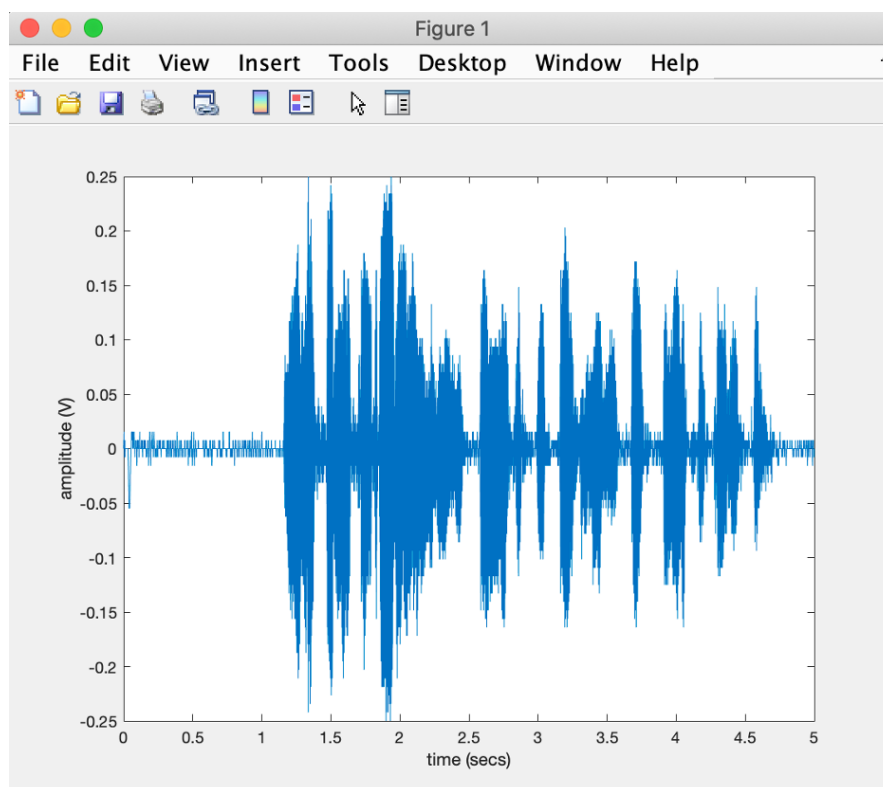 Figure 1
File Edit View Insert Tools Desktop Window Help
0.25
0.2
0.15
0.1
0.05
0
-0.05
-0.1
-0.15
-0.2
-0.25
amplitude (V)
0 0.5 1 1.5 2 2.5 3 3.5 4 4.5 5
time (secs)